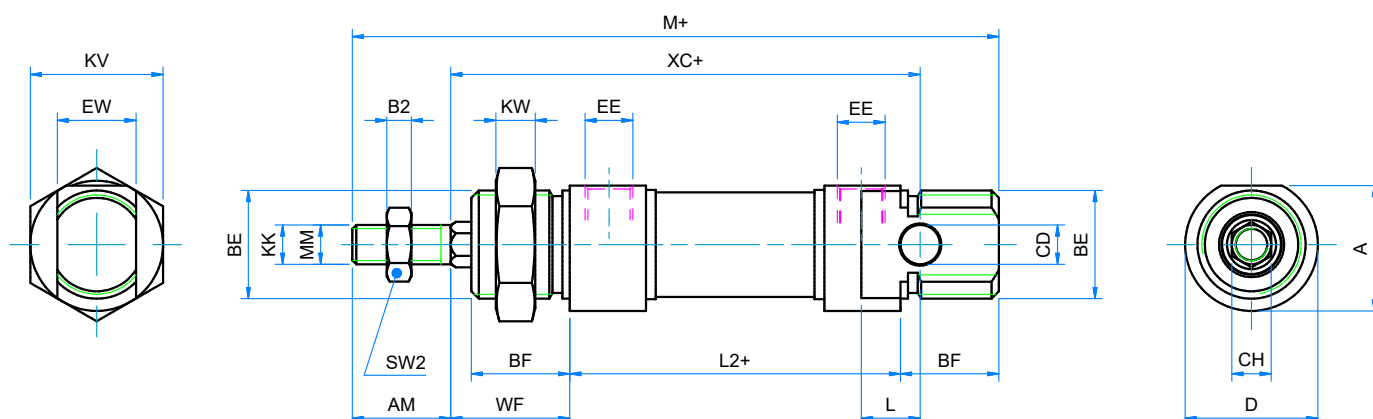 M+
KV
XC+
EW
B2
KW
EE
EE
BE
KK
MM
CD
BE
A
SW2
BF
L2+
BF
CH
AM
WF
L
D